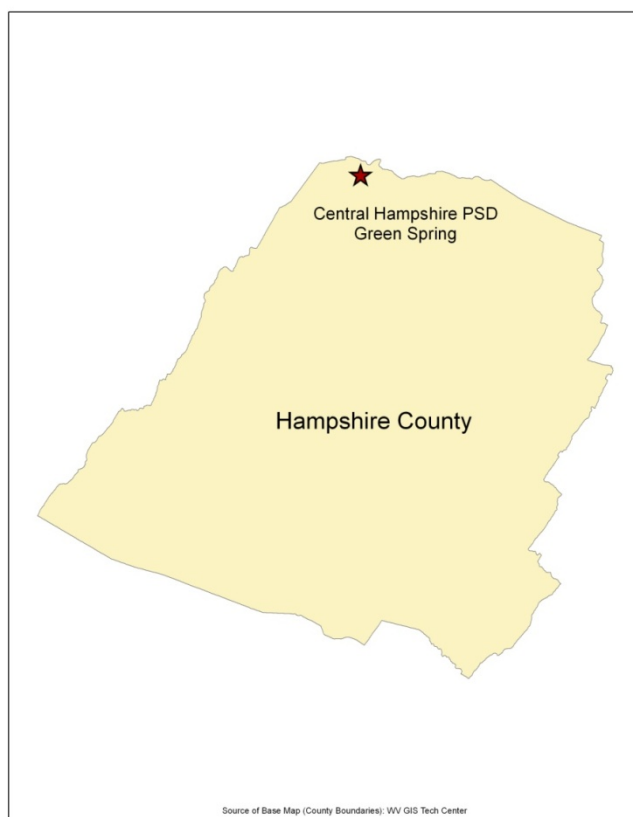 Central Hampshire PSD
Green Spring
Hampshire County
Source of Base Map (County Boundaries): WV GIS Tech Center